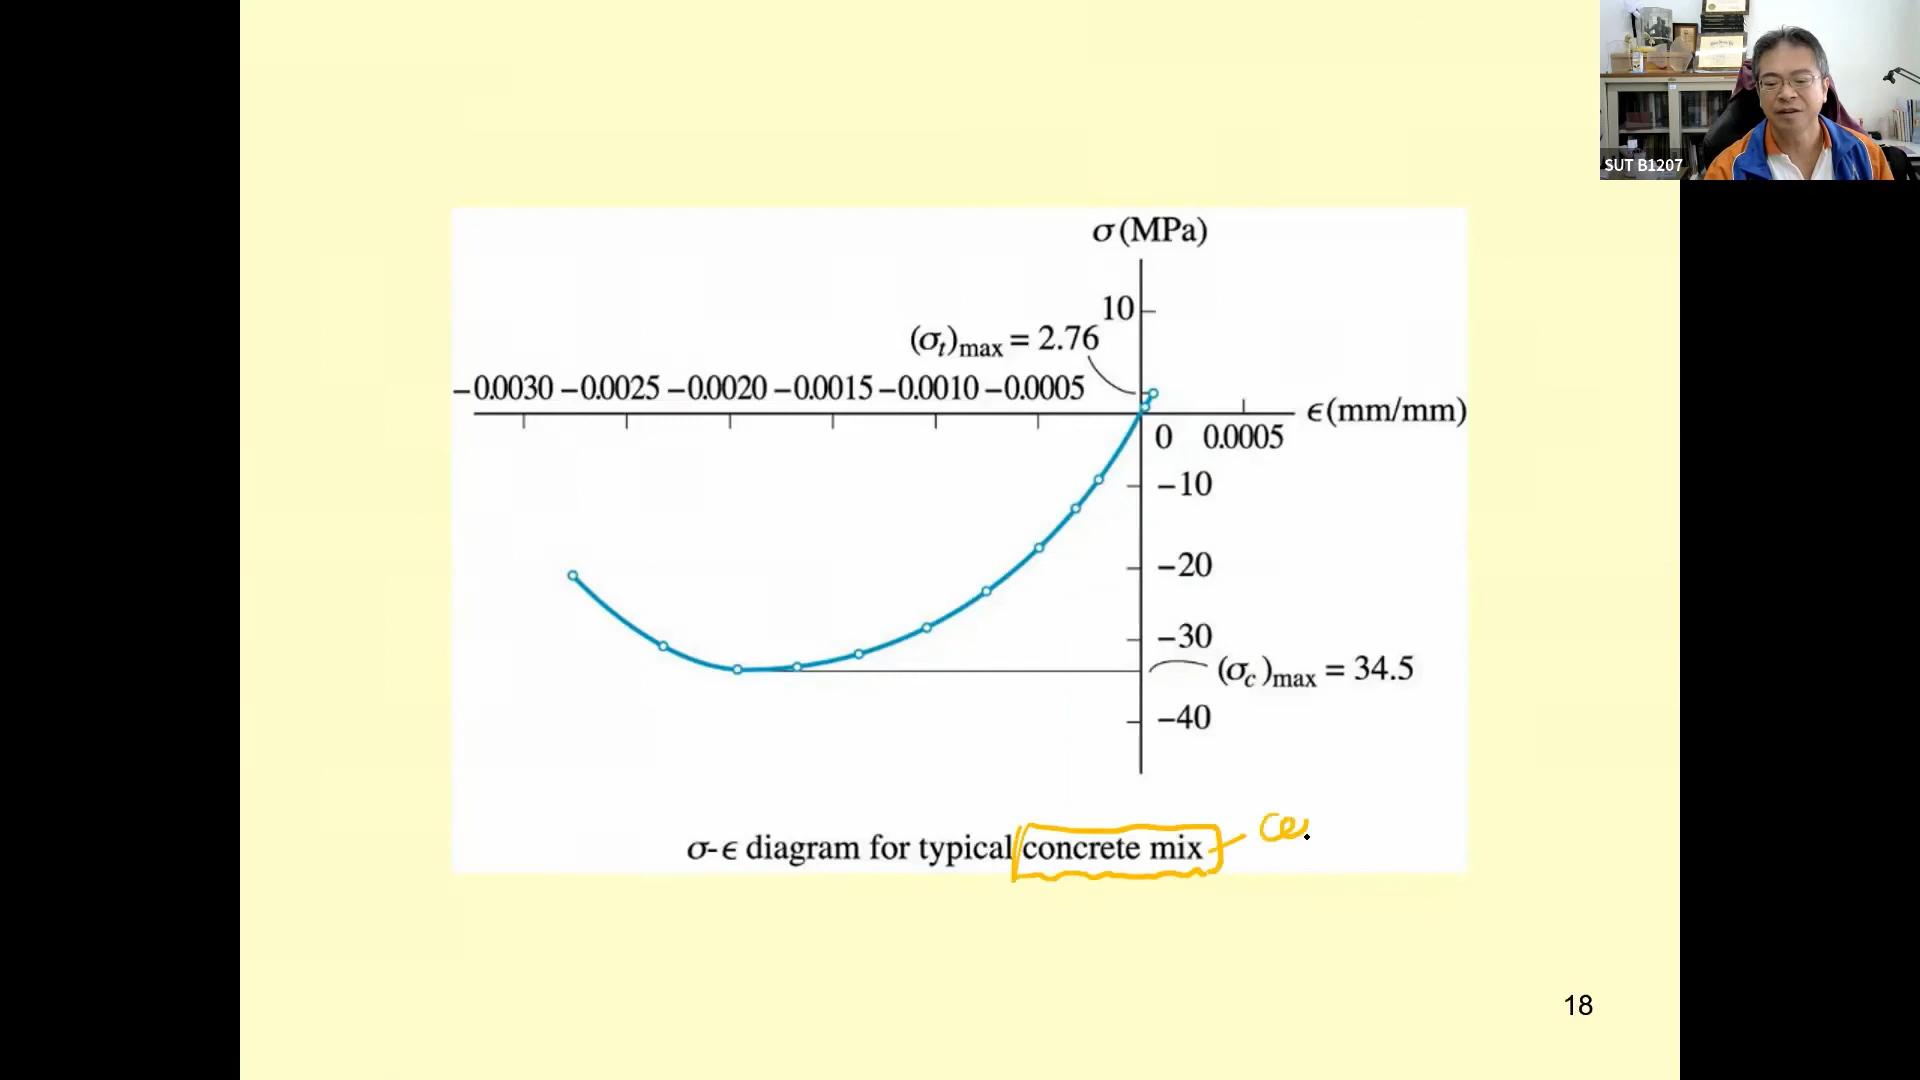 SUT B1207
σ (MPa)
10
(σt)max = 2.76
−0.0030 −0.0025 −0.0020 −0.0015 −0.0010 −0.0005
ϵ (mm/mm)
0 0.0005
−10
−20
−30
(σc)max = 34.5
−40
σ-ϵ diagram for typical concrete mix
18